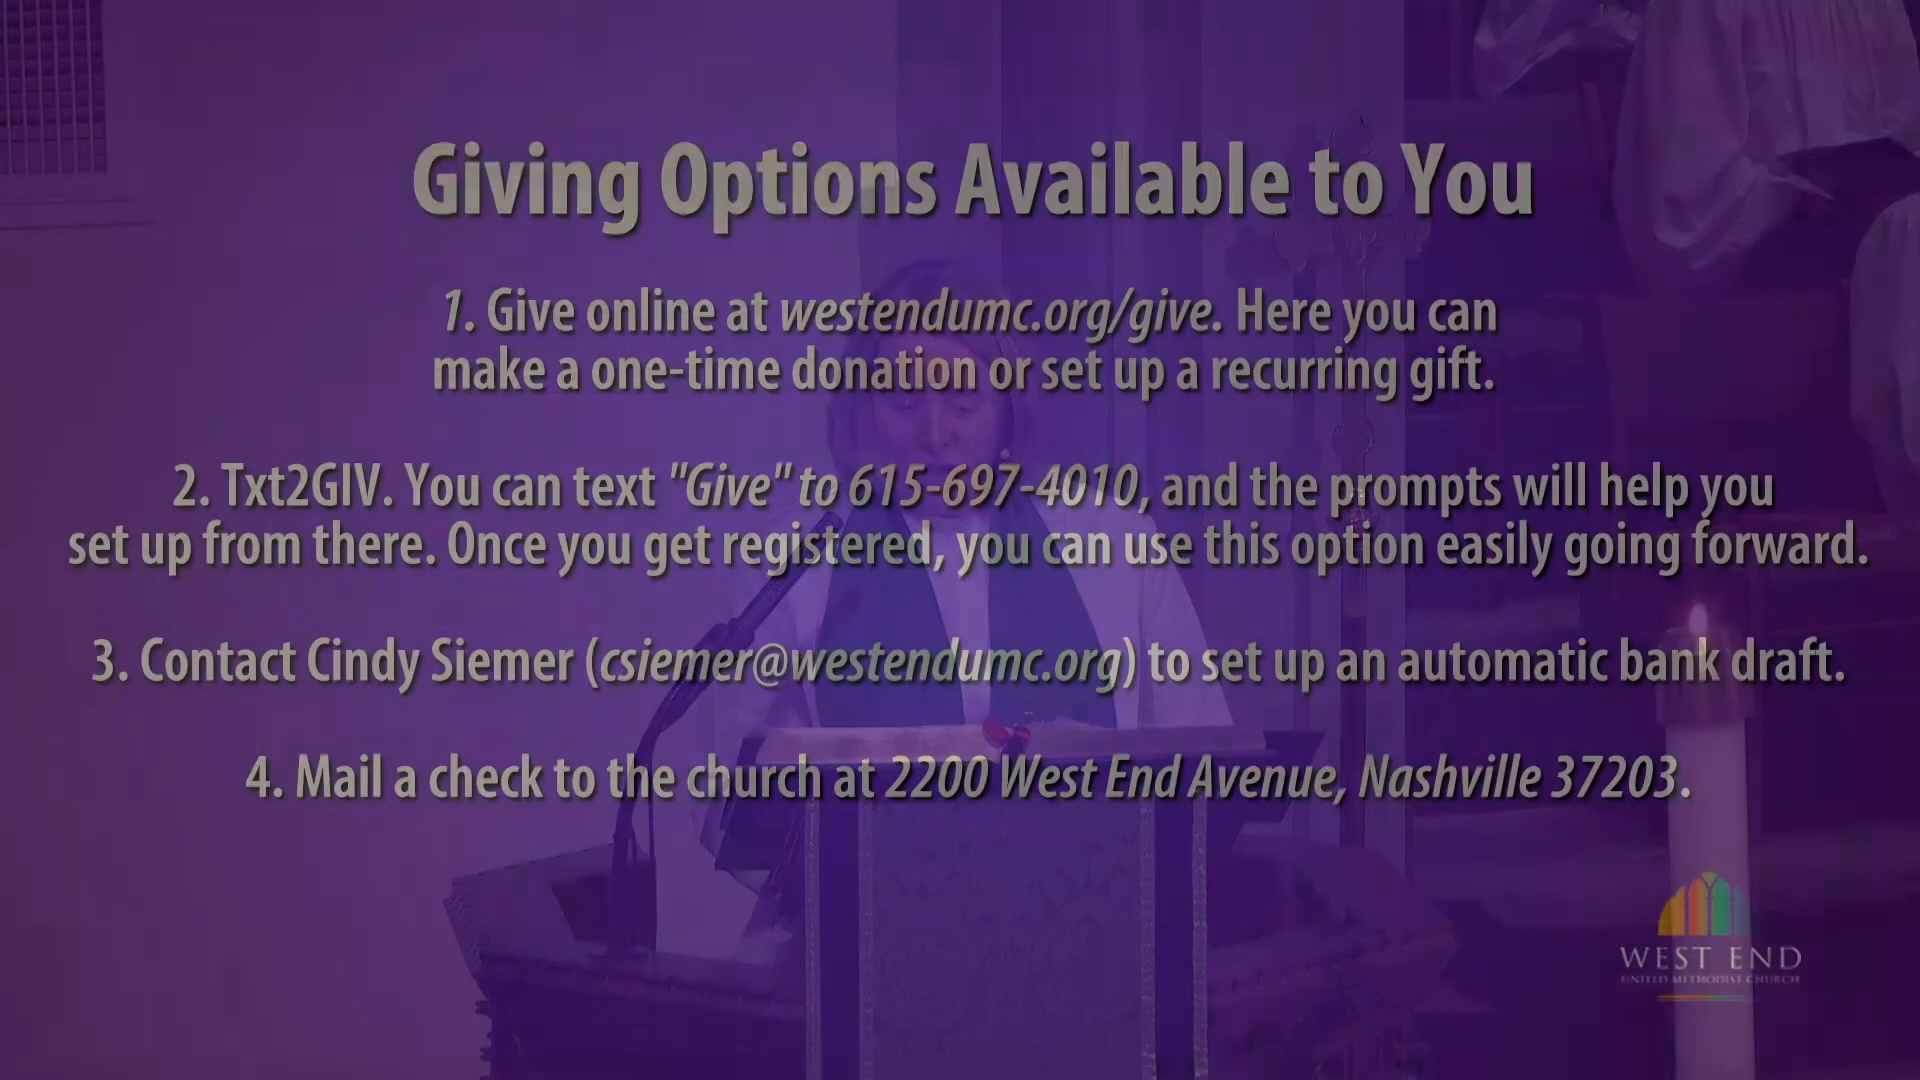 Giving Options Available to You
1. Give online at westendumc.org/give. Here you can
make a one-time donation or set up a recurring gift.
2. Txt2GIV. You can text "Give" to 615-697-4010, and the prompts will help you
set up from there. Once you get registered, you can use this option easily going forward.
3. Contact Cindy Siemer (csiemer@westendumc.org) to set up an automatic bank draft.
4. Mail a check to the church at 2200 West End Avenue, Nashville 37203.
WEST END
UNITED METHODIST CHURCH